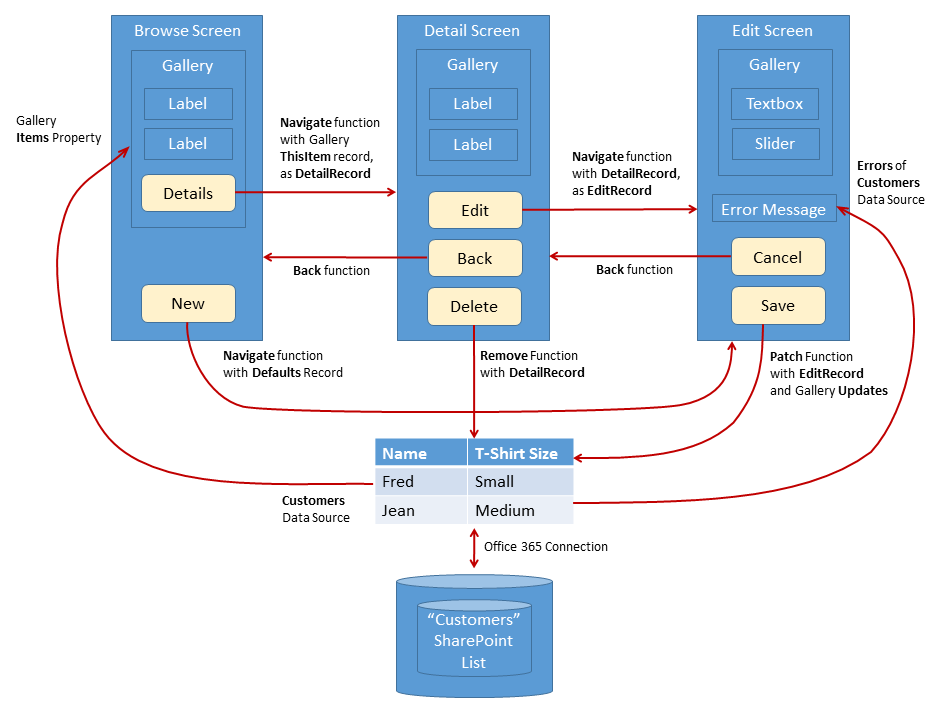 Browse Screen
Gallery
Label
Label
Details
New
Detail Screen
Gallery
Label
Label
Edit
Back
Delete
Edit Screen
Gallery
Textbox
Slider
Error Message
Cancel
Save
Gallery
Items Property
Navigate function
with Gallery
ThisItem record,
as DetailRecord
Navigate function
with DetailRecord,
as EditRecord
Errors of
Customers
Data Source
Back function
Back function
Navigate function
with Defaults Record
Remove Function
with DetailRecord
Patch Function
with EditRecord
and Gallery Updates
Name T-Shirt Size
Fred Small
Jean Medium
Customers
Data Source
Office 365 Connection
“Customers”
SharePoint
List